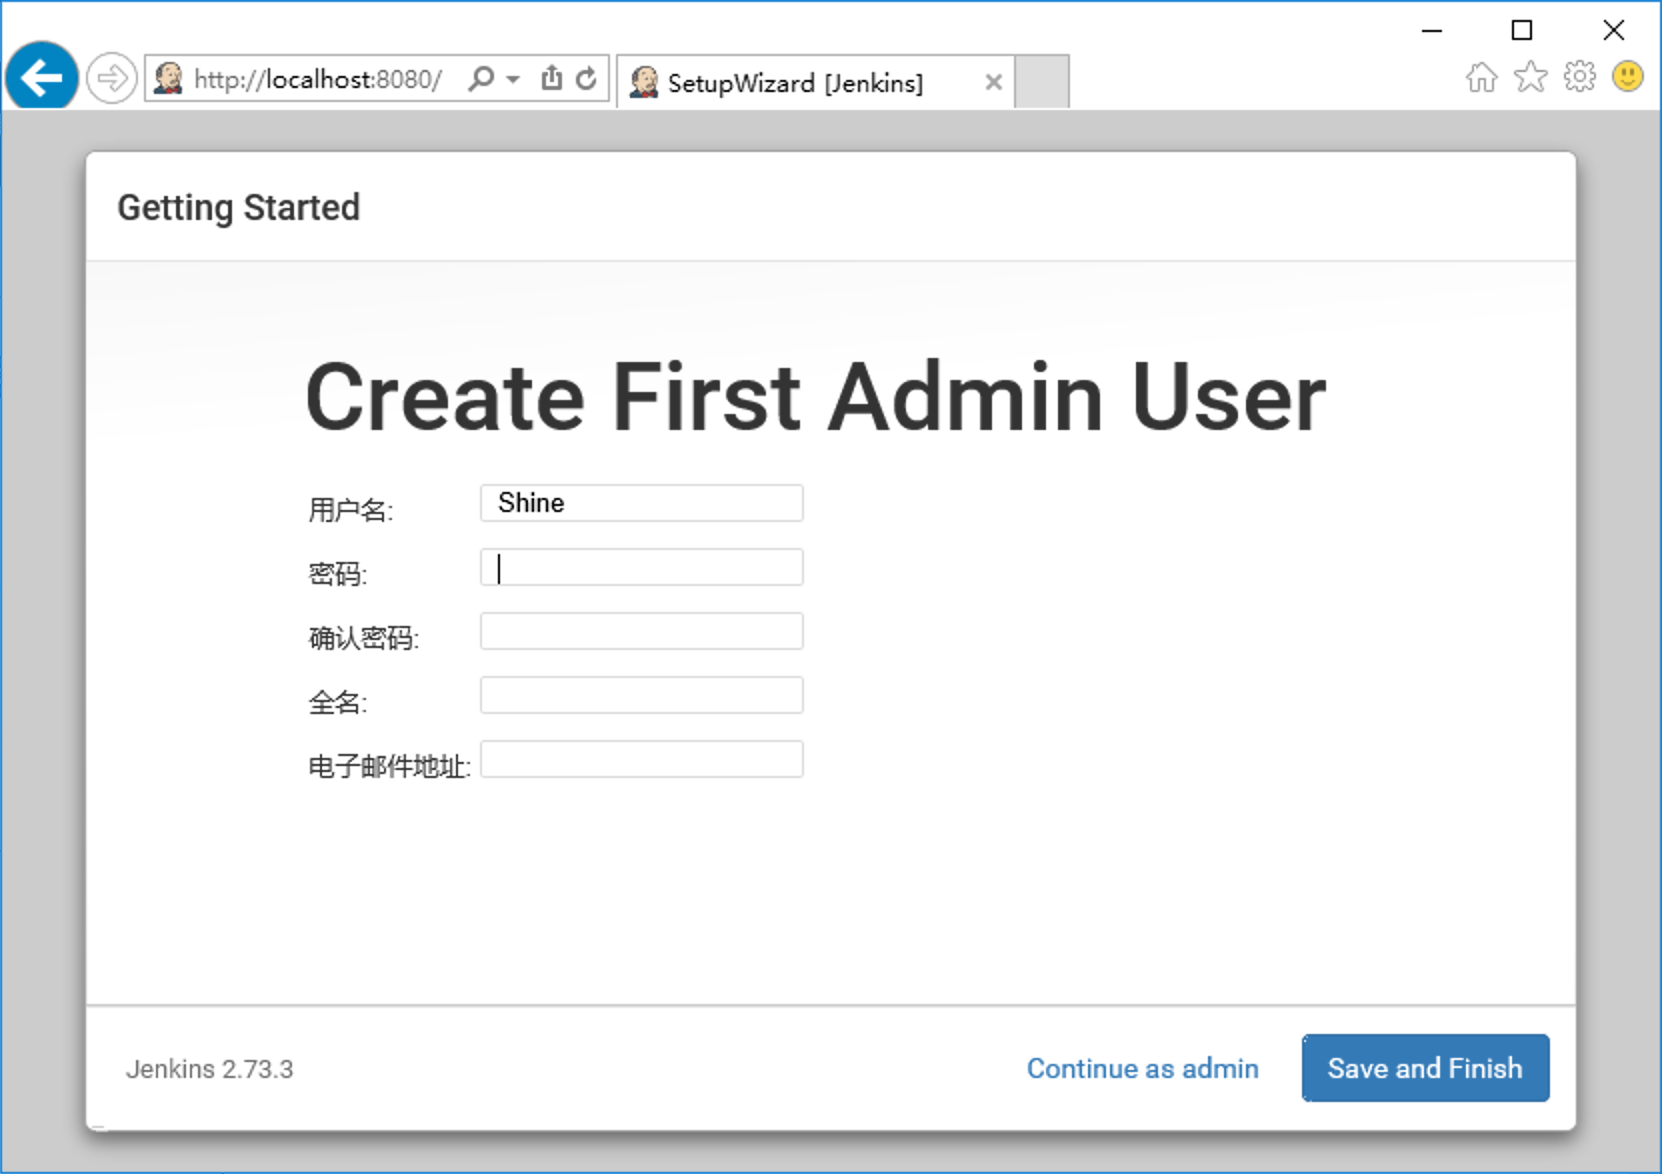 http://localhost:8080/
SetupWizard [Jenkins]
Getting Started
Create First Admin User
用户名: Shine
密码:
确认密码:
全名:
电子邮件地址:
Jenkins 2.73.3
Continue as admin
Save and Finish